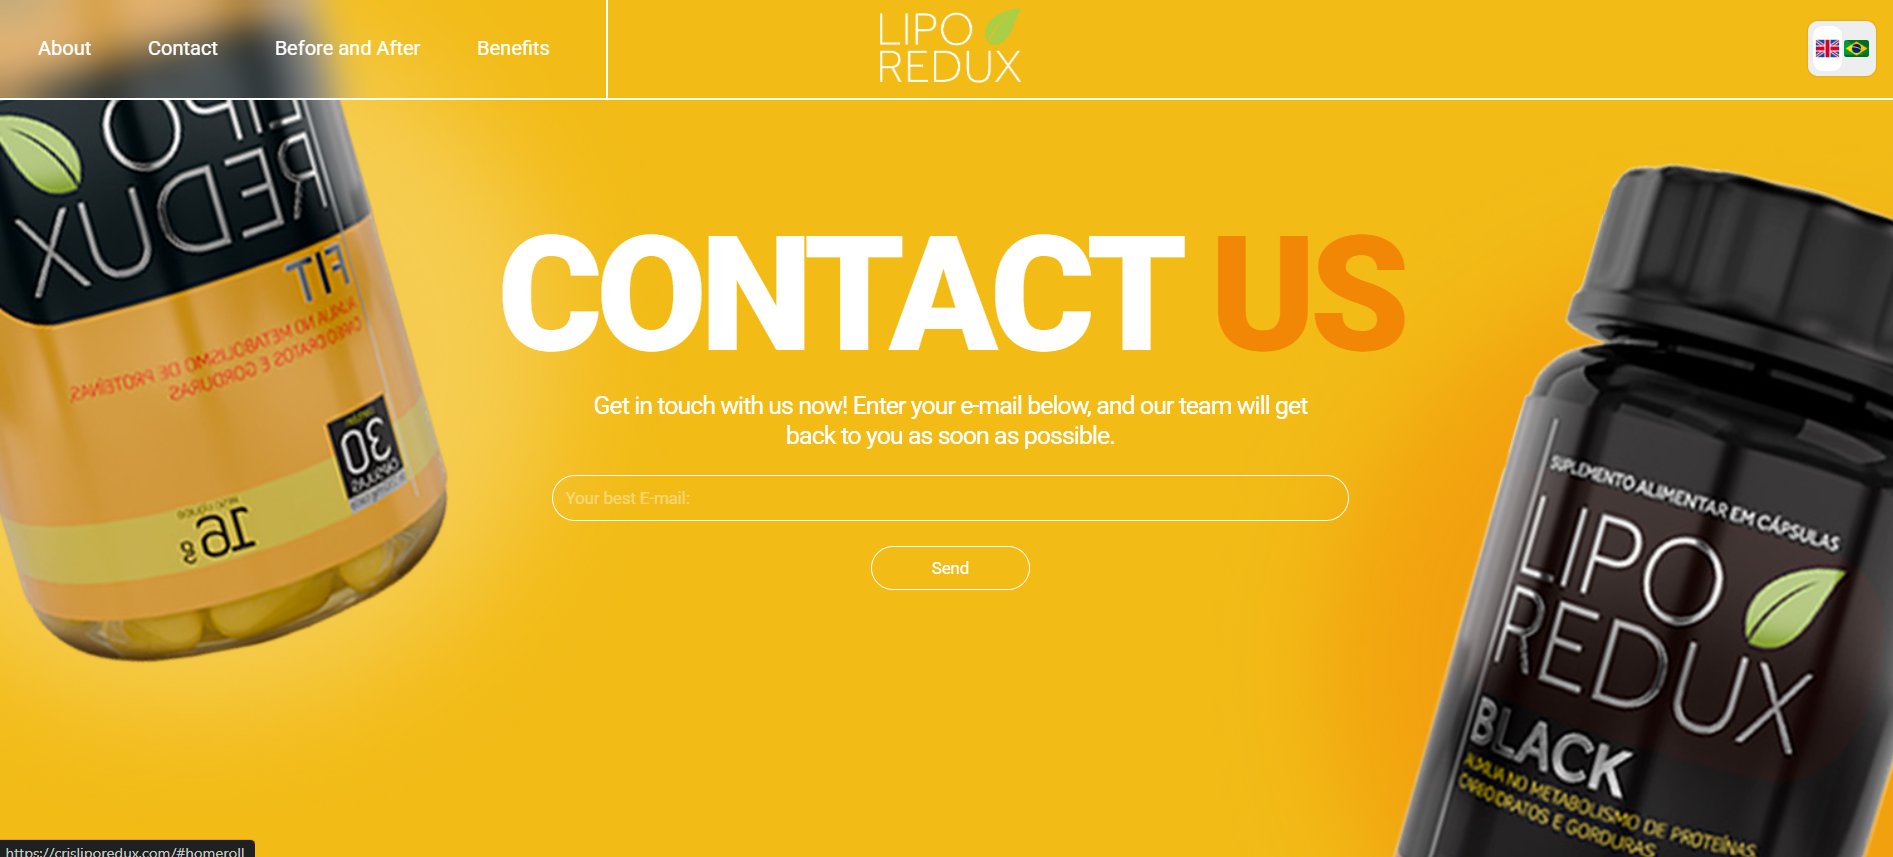 About
Contact
Before and After
Benefits
LIPO
REDUX
CONTACT US
Get in touch with us now! Enter your e-mail below, and our team will get
back to you as soon as possible.
Your best E-mail:
Send
LIPO
REDUX
FIT
AUXILIA NO METABOLISMO DE PROTEÍNAS,
CARBOIDRATOS E GORDURAS
30
CÁPSULAS
PESO LÍQUIDO
16 g
SUPLEMENTO ALIMENTAR EM CÁPSULAS
LIPO
REDUX
BLACK
AUXILIA NO METABOLISMO DE PROTEÍNAS
CARBOIDRATOS E GORDURAS
https://crisliporedux.com/#homeroll